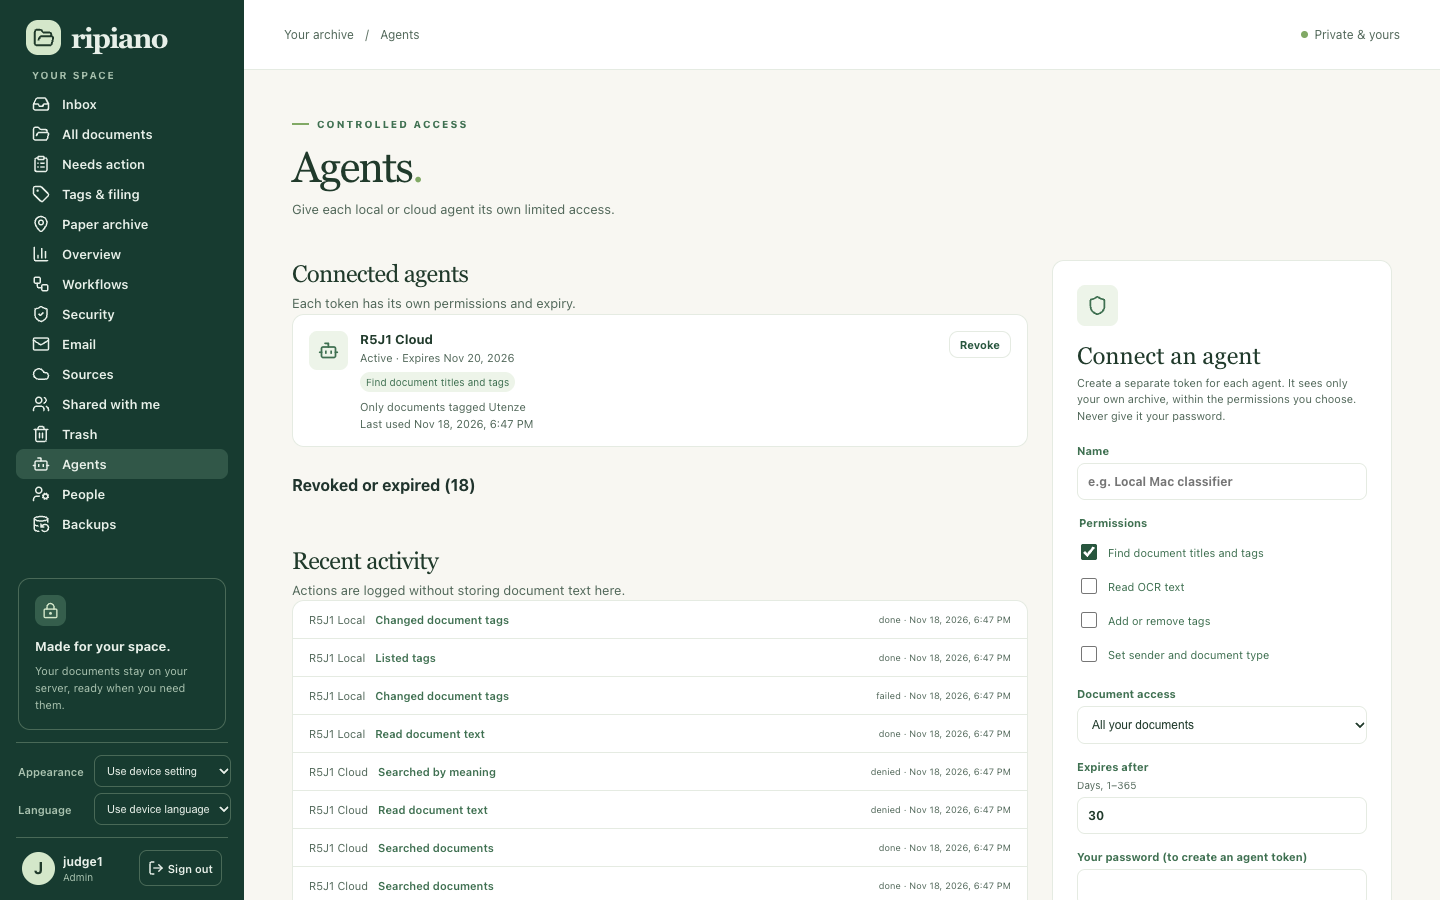 ripiano
YOUR SPACE
Inbox
All documents
Needs action
Tags & filing
Paper archive
Overview
Workflows
Security
Email
Sources
Shared with me
Trash
Agents
People
Backups
Made for your space.
Your documents stay on your
server, ready when you need
them.
Appearance Use device setting
Language Use device language
J judge1
Admin
Sign out
Your archive / Agents
Private & yours
CONTROLLED ACCESS
Agents.
Give each local or cloud agent its own limited access.
Connected agents
Each token has its own permissions and expiry.
R5J1 Cloud
Active · Expires Nov 20, 2026
Find document titles and tags
Only documents tagged Utenze
Last used Nov 18, 2026, 6:47 PM
Revoke
Revoked or expired (18)
Recent activity
Actions are logged without storing document text here.
R5J1 Local Changed document tags done · Nov 18, 2026, 6:47 PM
R5J1 Local Listed tags done · Nov 18, 2026, 6:47 PM
R5J1 Local Changed document tags failed · Nov 18, 2026, 6:47 PM
R5J1 Local Read document text done · Nov 18, 2026, 6:47 PM
R5J1 Cloud Searched by meaning denied · Nov 18, 2026, 6:47 PM
R5J1 Cloud Read document text denied · Nov 18, 2026, 6:47 PM
R5J1 Cloud Searched documents done · Nov 18, 2026, 6:47 PM
R5J1 Cloud Searched documents done · Nov 18, 2026, 6:47 PM
Connect an agent
Create a separate token for each agent. It sees only
your own archive, within the permissions you choose.
Never give it your password.
Name
e.g. Local Mac classifier
Permissions
Find document titles and tags
Read OCR text
Add or remove tags
Set sender and document type
Document access
All your documents
Expires after
Days, 1–365
30
Your password (to create an agent token)